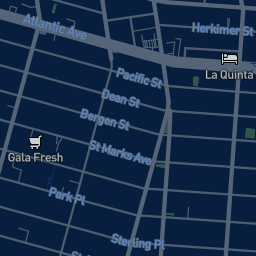 Atlantic Ave
Herkimer St
La Quinta
Pacific St
Dean St
Bergen St
St Marks Ave
Gala Fresh
Park Pl
Sterling Pl